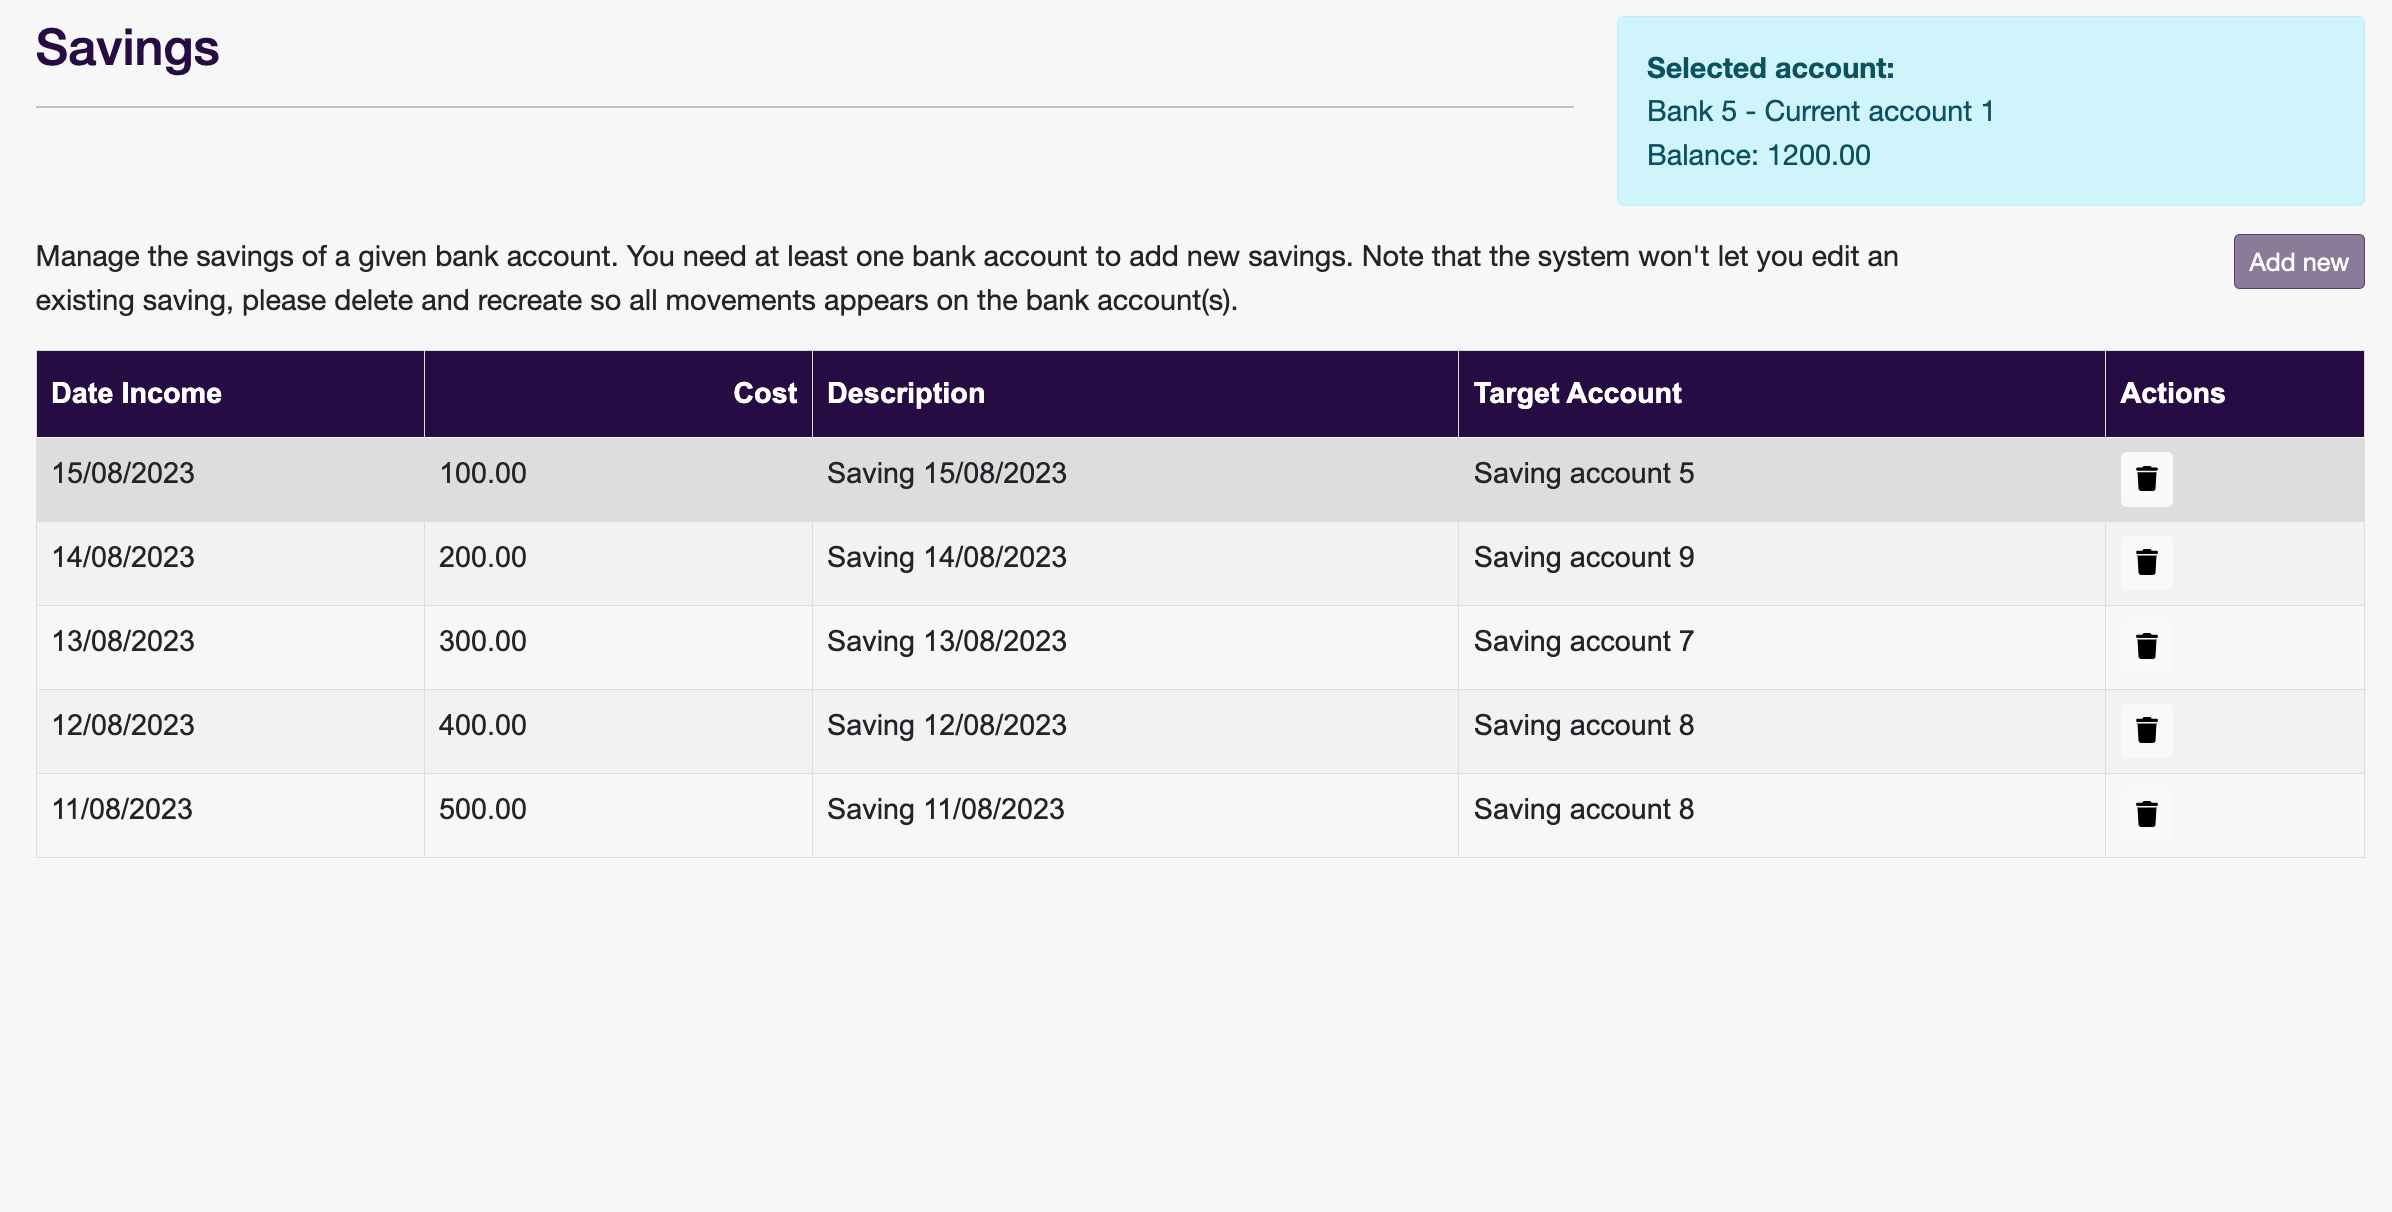 Savings
Selected account:
Bank 5 - Current account 1
Balance: 1200.00
Manage the savings of a given bank account. You need at least one bank account to add new savings. Note that the system won't let you edit an
existing saving, please delete and recreate so all movements appears on the bank account(s).
Add new
Date Income Cost Description Target Account Actions
15/08/2023 100.00 Saving 15/08/2023 Saving account 5
14/08/2023 200.00 Saving 14/08/2023 Saving account 9
13/08/2023 300.00 Saving 13/08/2023 Saving account 7
12/08/2023 400.00 Saving 12/08/2023 Saving account 8
11/08/2023 500.00 Saving 11/08/2023 Saving account 8